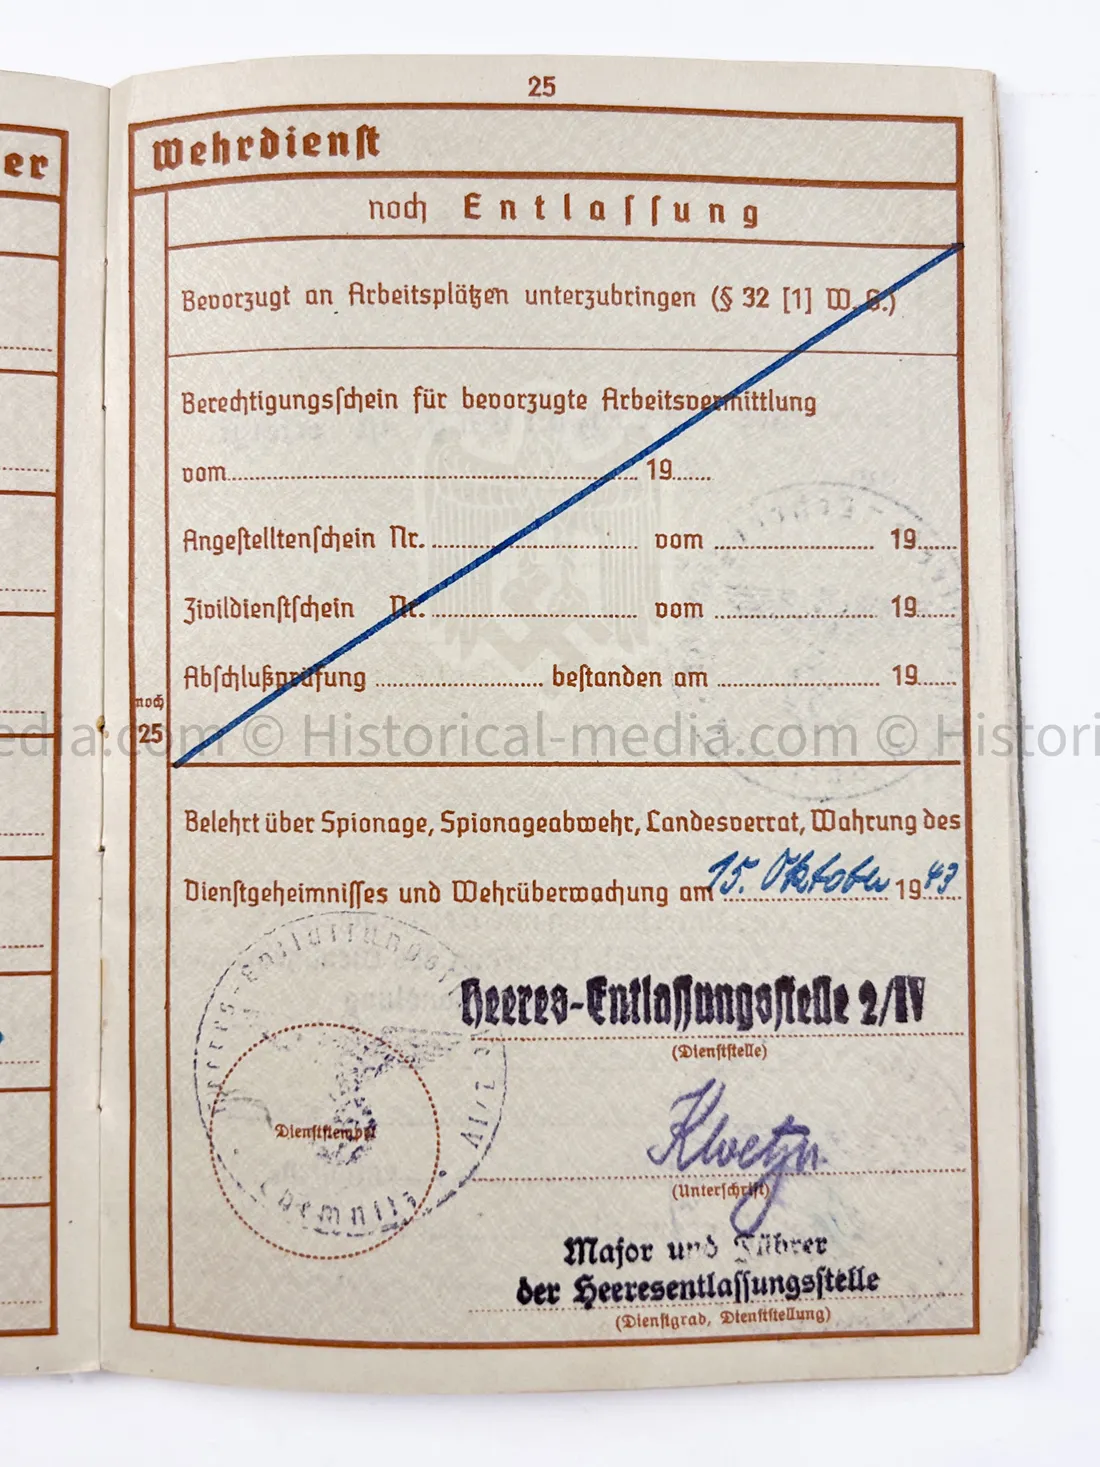 25
er
Wehrdienst
noch Entlassung
Bevorzugt an Arbeitsplätzen unterzubringen (§ 32 [1] W. G.)
Berechtigungsschein für bevorzugte Arbeitsvermittlung
vom 19
Angestelltenschein Nr. vom 19
Zivildienstschein Nr. vom 19
Abschlußprüfung bestanden am 19
noch
25
edia.com © Historical-media.com © Histori
Belehrt über Spionage, Spionageabwehr, Landesverrat, Wahrung des
Dienstgeheimnisses und Wehrüberwachung am 15. Oktober 1943
Heeres-Entlassungsstelle 2/IV
(Dienststelle)
Heeres-Entlassungsst
Dienststempel
Chemnitz
(Unterschrift)
Major und Führer
der Heeresentlassungsstelle
(Dienstgrad, Dienststellung)